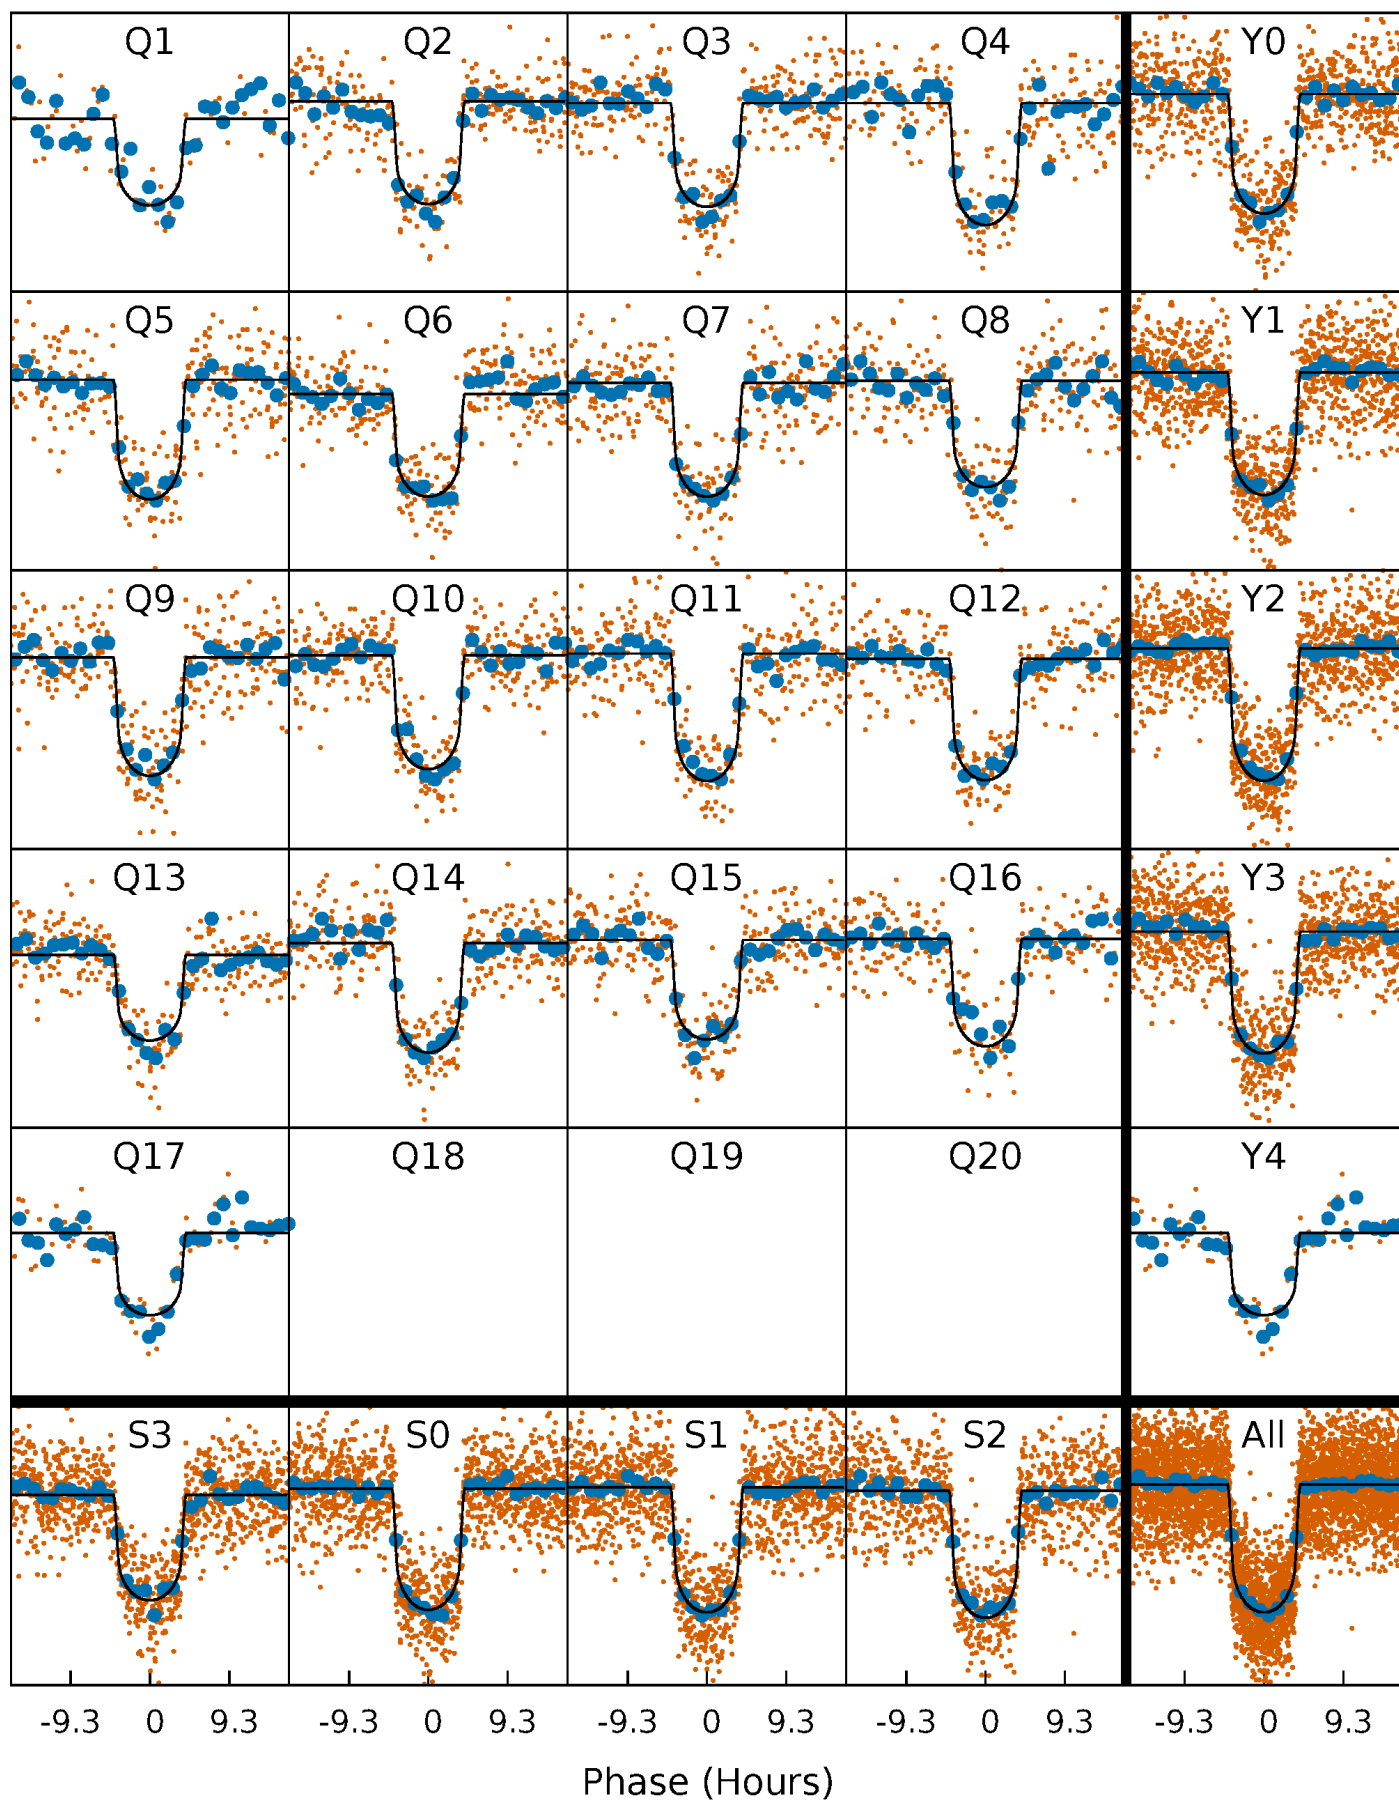 Q1 Q2 Q3 Q4 Y0
Q5 Q6 Q7 Q8 Y1
Q9 Q10 Q11 Q12 Y2
Q13 Q14 Q15 Q16 Y3
Q17 Q18 Q19 Q20 Y4
S3 S0 S1 S2 All
-9.3 0 9.3 -9.3 0 9.3 -9.3 0 9.3 -9.3 0 9.3 -9.3 0 9.3
Phase (Hours)